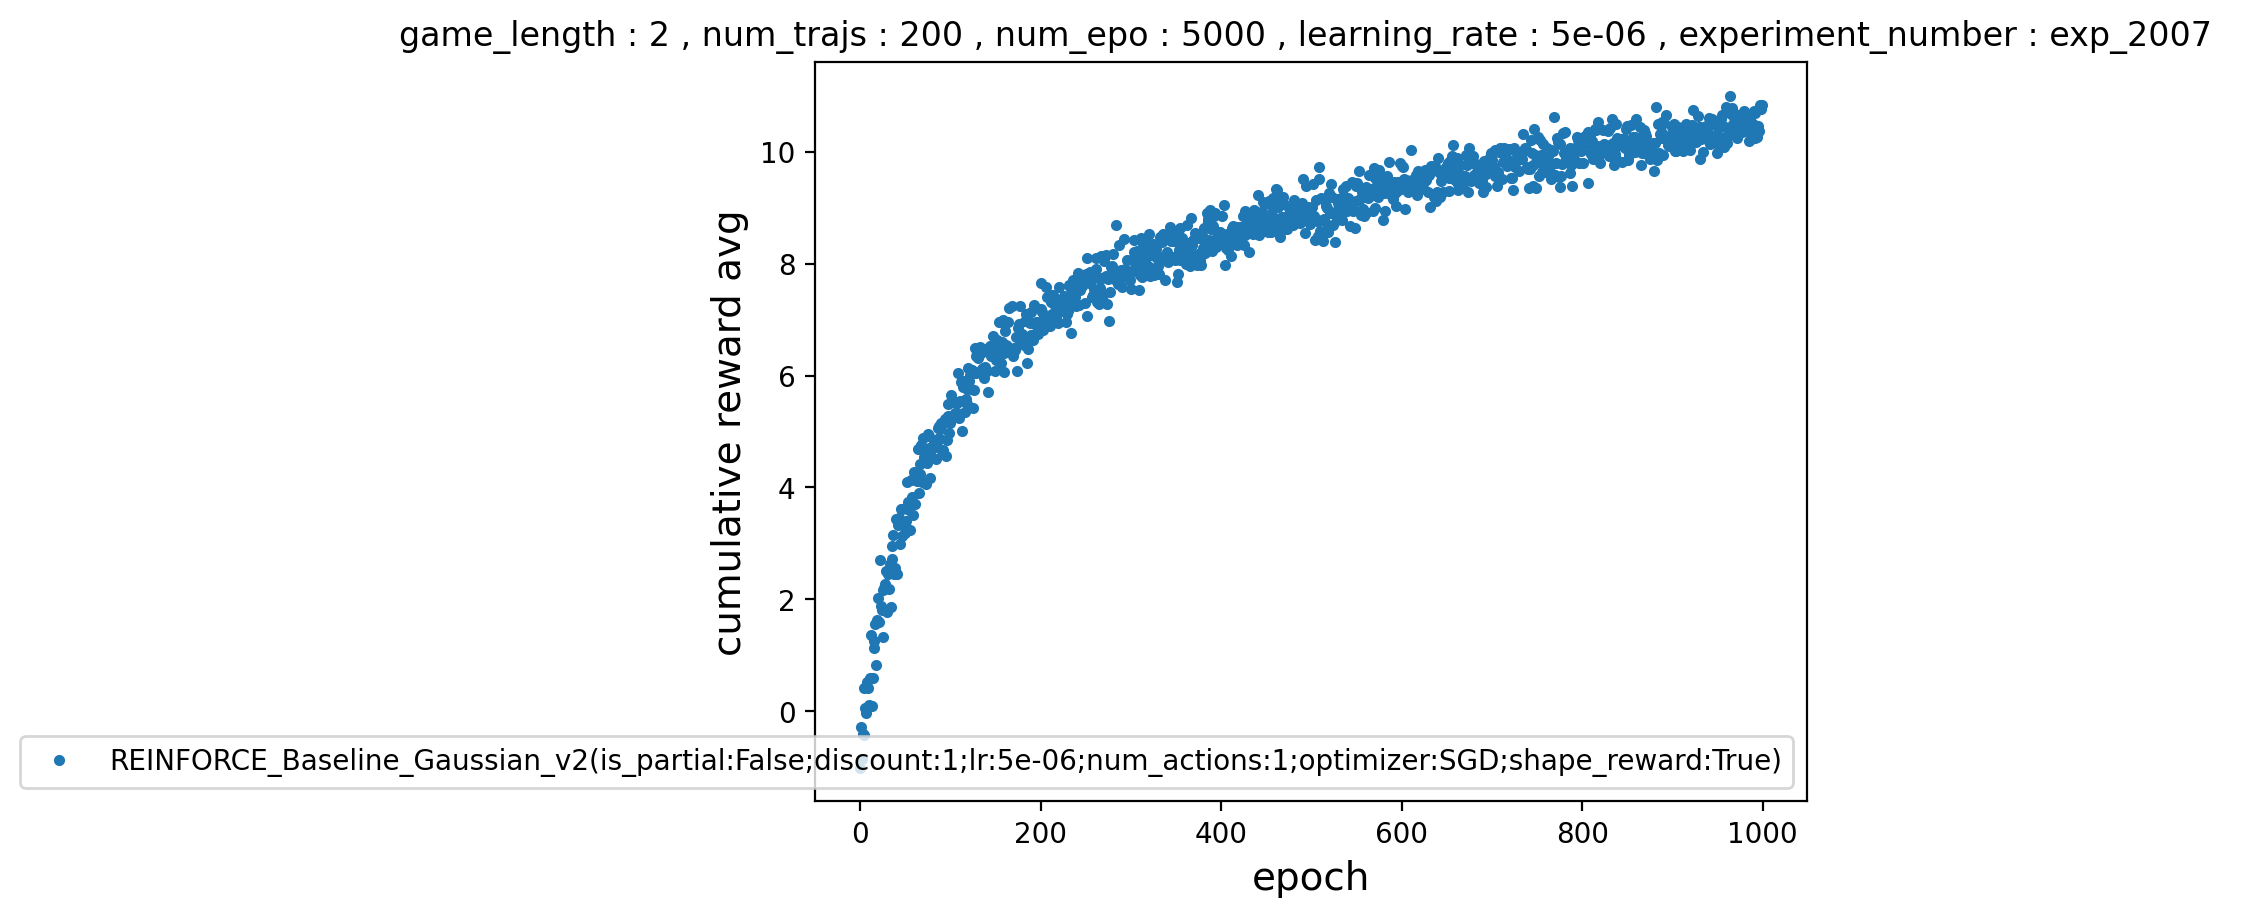 game_length : 2 , num_trajs : 200 , num_epo : 5000 , learning_rate : 5e-06 , experiment_number : exp_2007
cumulative reward avg
10
8
6
4
2
0
REINFORCE_Baseline_Gaussian_v2(is_partial:False;discount:1;lr:5e-06;num_actions:1;optimizer:SGD;shape_reward:True)
0 200 400 600 800 1000
epoch